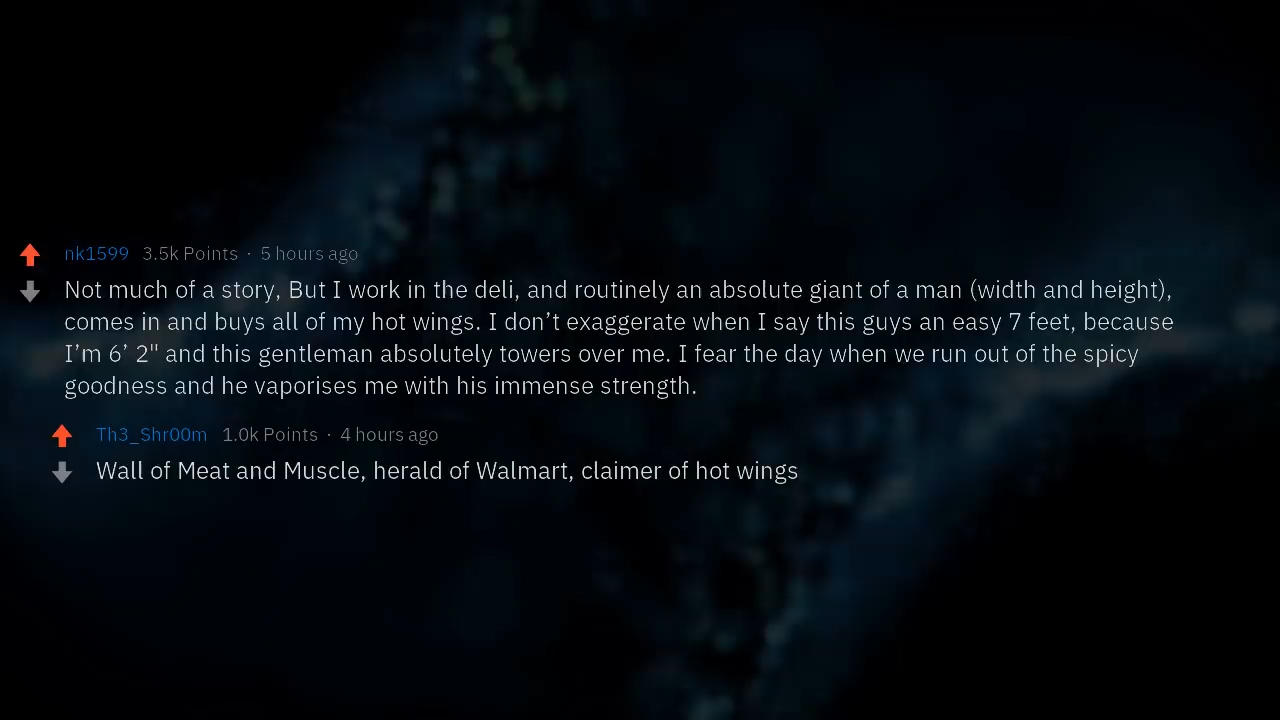 nk1599 3.5k Points · 5 hours ago
Not much of a story, But I work in the deli, and routinely an absolute giant of a man (width and height),
comes in and buys all of my hot wings. I don’t exaggerate when I say this guys an easy 7 feet, because
I’m 6’ 2" and this gentleman absolutely towers over me. I fear the day when we run out of the spicy
goodness and he vaporises me with his immense strength.
Th3_Shr00m 1.0k Points · 4 hours ago
Wall of Meat and Muscle, herald of Walmart, claimer of hot wings